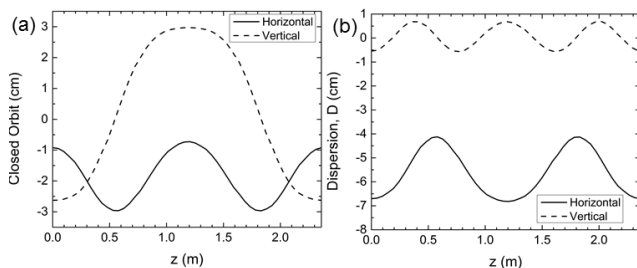 (a)
Horizontal
Vertical
Closed Orbit (cm)
3
2
1
0
-1
-2
-3
0.0 0.5 1.0 1.5 2.0
z (m)
(b)
Dispersion, D (cm)
1
0
-1
-2
-3
-4
-5
-6
-7
-8
Horizontal
Vertical
0.0 0.5 1.0 1.5 2.0
z (m)